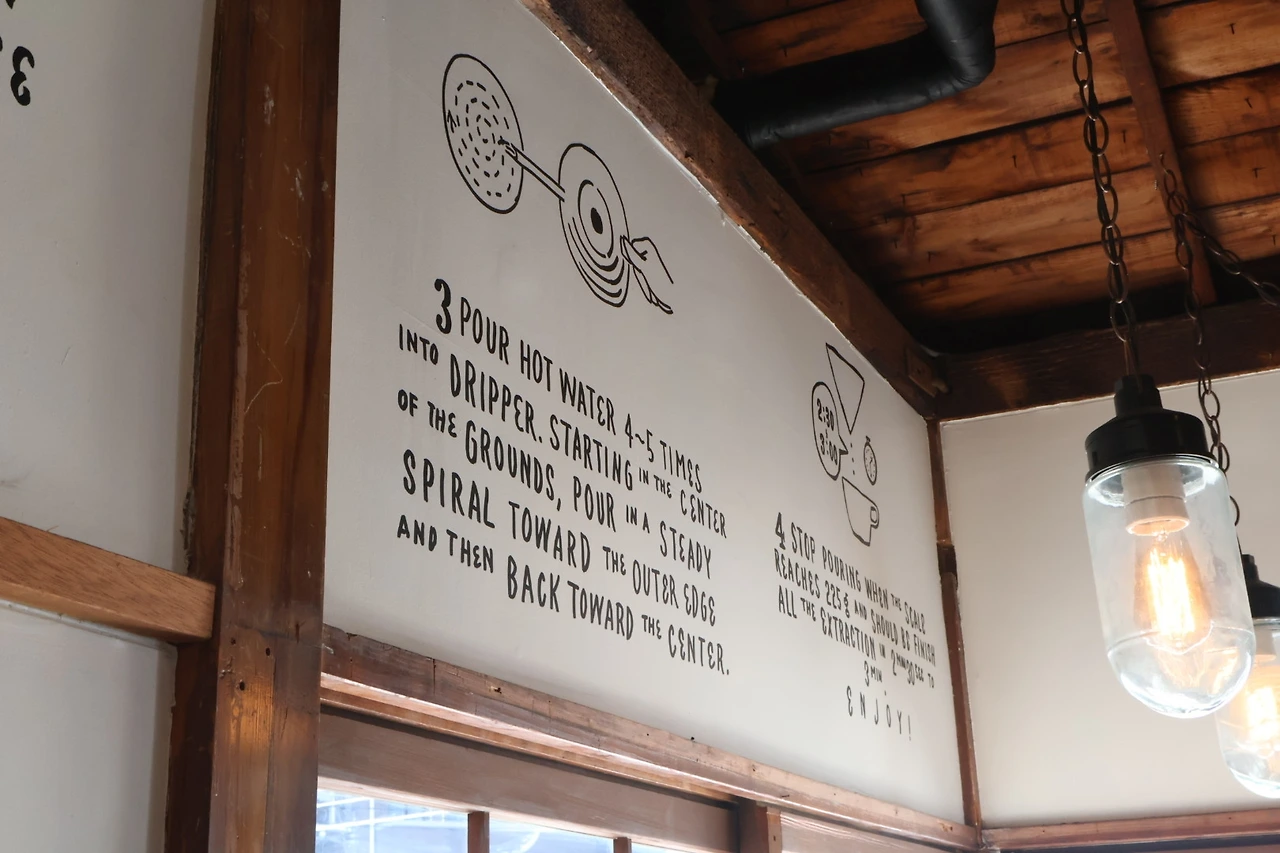 3 POUR HOT WATER 4~5 TIMES
INTO DRIPPER. STARTING IN THE CENTER
OF THE GROUNDS, POUR IN A STEADY
SPIRAL TOWARD THE OUTER EDGE
AND THEN BACK TOWARD THE CENTER.
2:30
3:00
4 STOP POURING WHEN THE SCALE
REACHES 225g AND SHOULD BE FINISH
ALL THE EXTRACTION IN 2MIN30SEC TO
3MIN.
ENJOY!